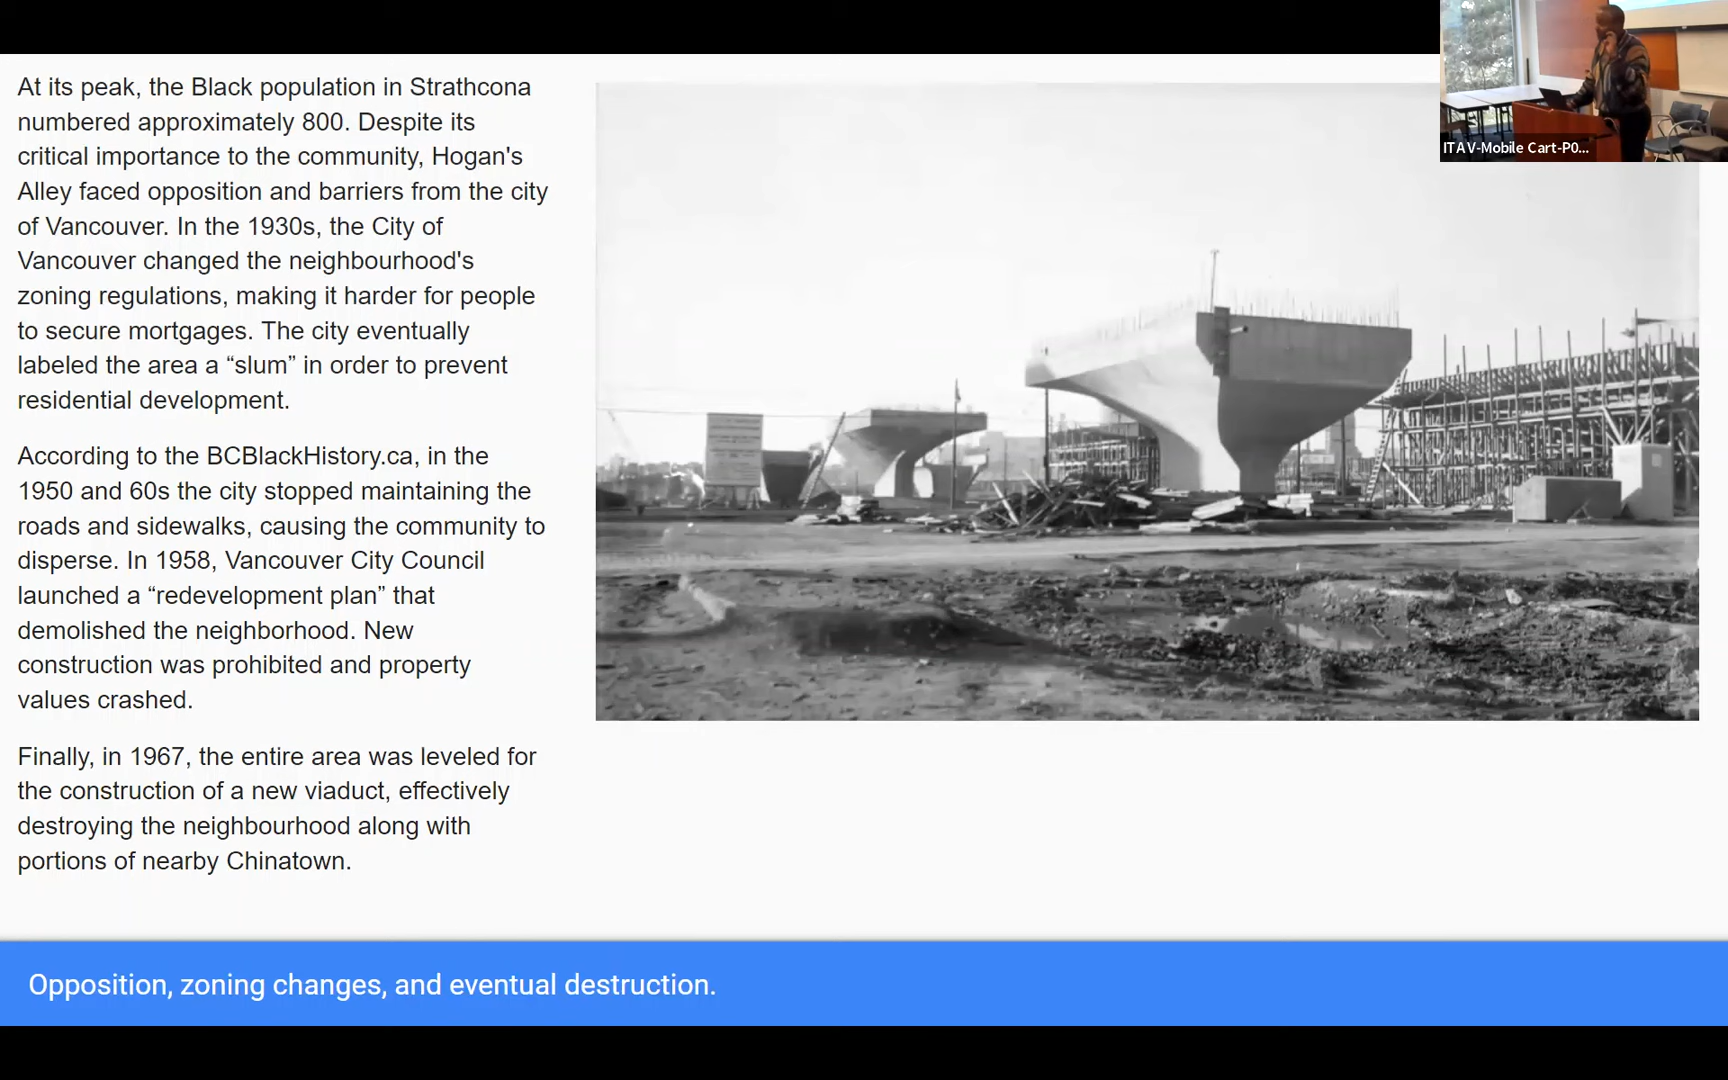 At its peak, the Black population in Strathcona
numbered approximately 800. Despite its
critical importance to the community, Hogan's
Alley faced opposition and barriers from the city
of Vancouver. In the 1930s, the City of
Vancouver changed the neighbourhood's
zoning regulations, making it harder for people
to secure mortgages. The city eventually
labeled the area a “slum” in order to prevent
residential development.
According to the BCBlackHistory.ca, in the
1950 and 60s the city stopped maintaining the
roads and sidewalks, causing the community to
disperse. In 1958, Vancouver City Council
launched a “redevelopment plan” that
demolished the neighborhood. New
construction was prohibited and property
values crashed.
Finally, in 1967, the entire area was leveled for
the construction of a new viaduct, effectively
destroying the neighbourhood along with
portions of nearby Chinatown.
ITAV-Mobile Cart-P0...
Opposition, zoning changes, and eventual destruction.